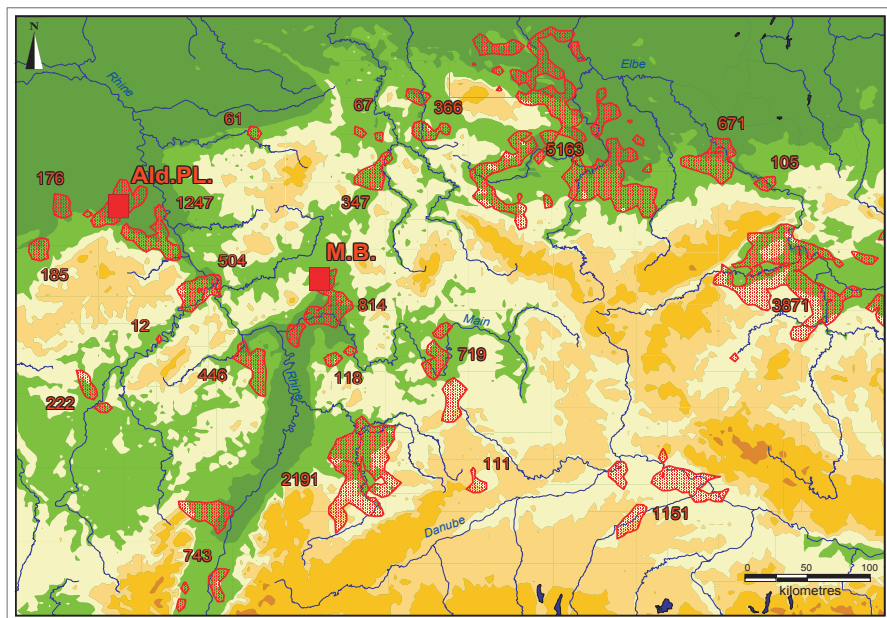 N
Rhine
Elbe
61
67
366
671
5163
105
176
Ald.PL.
1247
347
185
504
M.B.
12
814
3871
Main
719
446
118
Rhine
222
2191
111
Danube
1151
743
0 50 100
kilometres